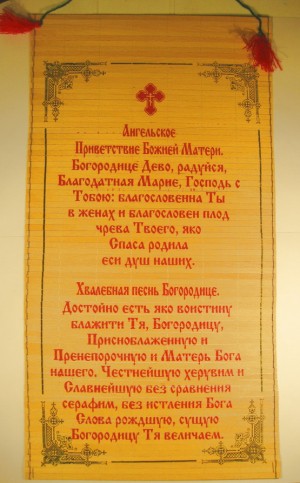 Ангельское
Приветствие Божией Матери.
Богородице Дево, радуйся,
Благодатная Марие, Господь с
Тобою: благословенна Ты
в женах и благословен плод
чрева Твоего, яко
Спаса родила
еси душ наших.
Хвалебная песнь Богородице.
Достойно есть яко воистину
блажити Тя, Богородицу,
Присноблаженную и
Пренепорочную и Матерь Бога
нашего. Честнейшую херувим и
Славнейшую без сравнения
серафим, без истления Бога
Слова рождшую, сущую
Богородицу Тя величаем.